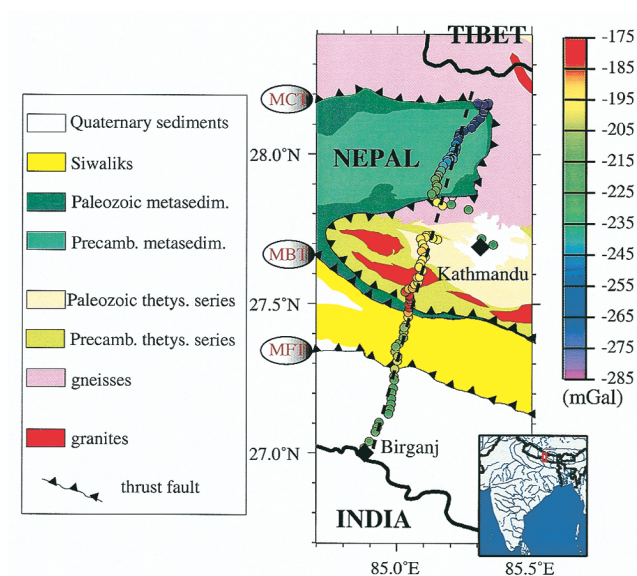 TIBET
-175
-185
-195
-205
-215
-225
-235
-245
-255
-265
-275
-285
(mGal)
MCT
MBT
MFT
28.0°N
27.5°N
27.0°N
NEPAL
Kathmandu
Birganj
INDIA
85.0°E
85.5°E
Quaternary sediments
Siwaliks
Paleozoic metasedim.
Precamb. metasedim.
Paleozoic thetys. series
Precamb. thetys. series
gneisses
granites
thrust fault